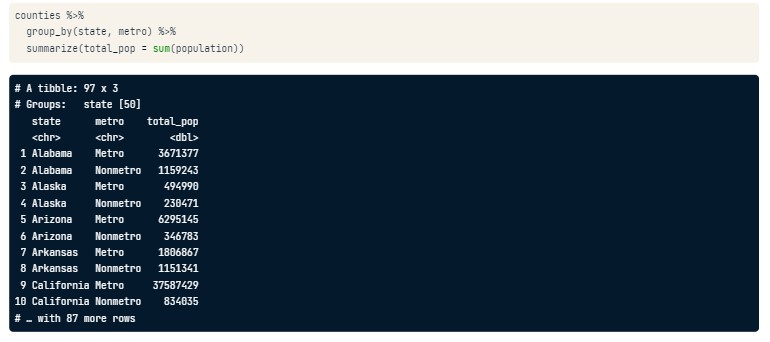 counties %>%
  group_by(state, metro) %>%
  summarize(total_pop = sum(population))
# A tibble: 97 x 3
# Groups:   state [50]
   state      metro    total_pop
   <chr>      <chr>        <dbl>
 1 Alabama    Metro      3671377
 2 Alabama    Nonmetro   1159243
 3 Alaska     Metro       494990
 4 Alaska     Nonmetro    230471
 5 Arizona    Metro      6295145
 6 Arizona    Nonmetro    346783
 7 Arkansas   Metro      1806867
 8 Arkansas   Nonmetro   1151341
 9 California Metro     37587429
10 California Nonmetro    834035
# … with 87 more rows